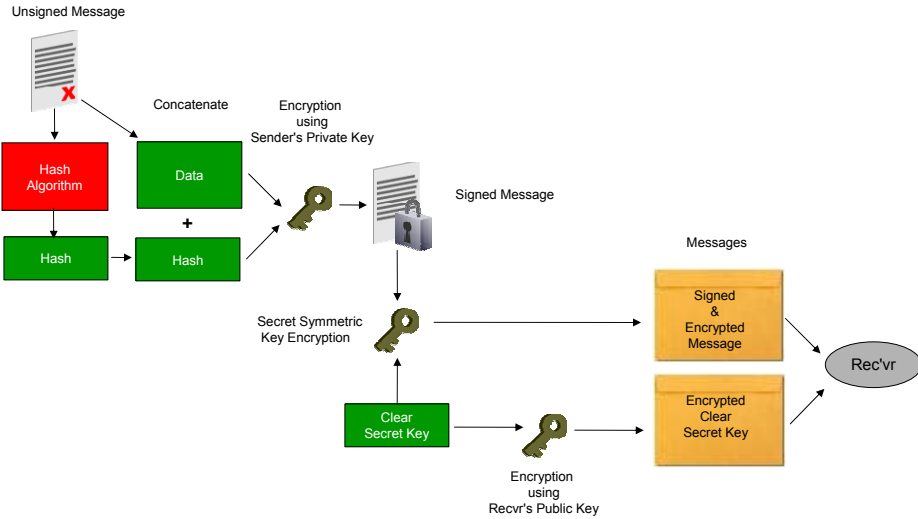 Unsigned Message
Concatenate
Encryption
using
Sender's Private Key
Hash
Algorithm
Data
+
Hash
Hash
Signed Message
Messages
Signed
&
Encrypted
Message
Secret Symmetric
Key Encryption
Rec'vr
Clear
Secret Key
Encrypted
Clear
Secret Key
Encryption
using
Recvr's Public Key